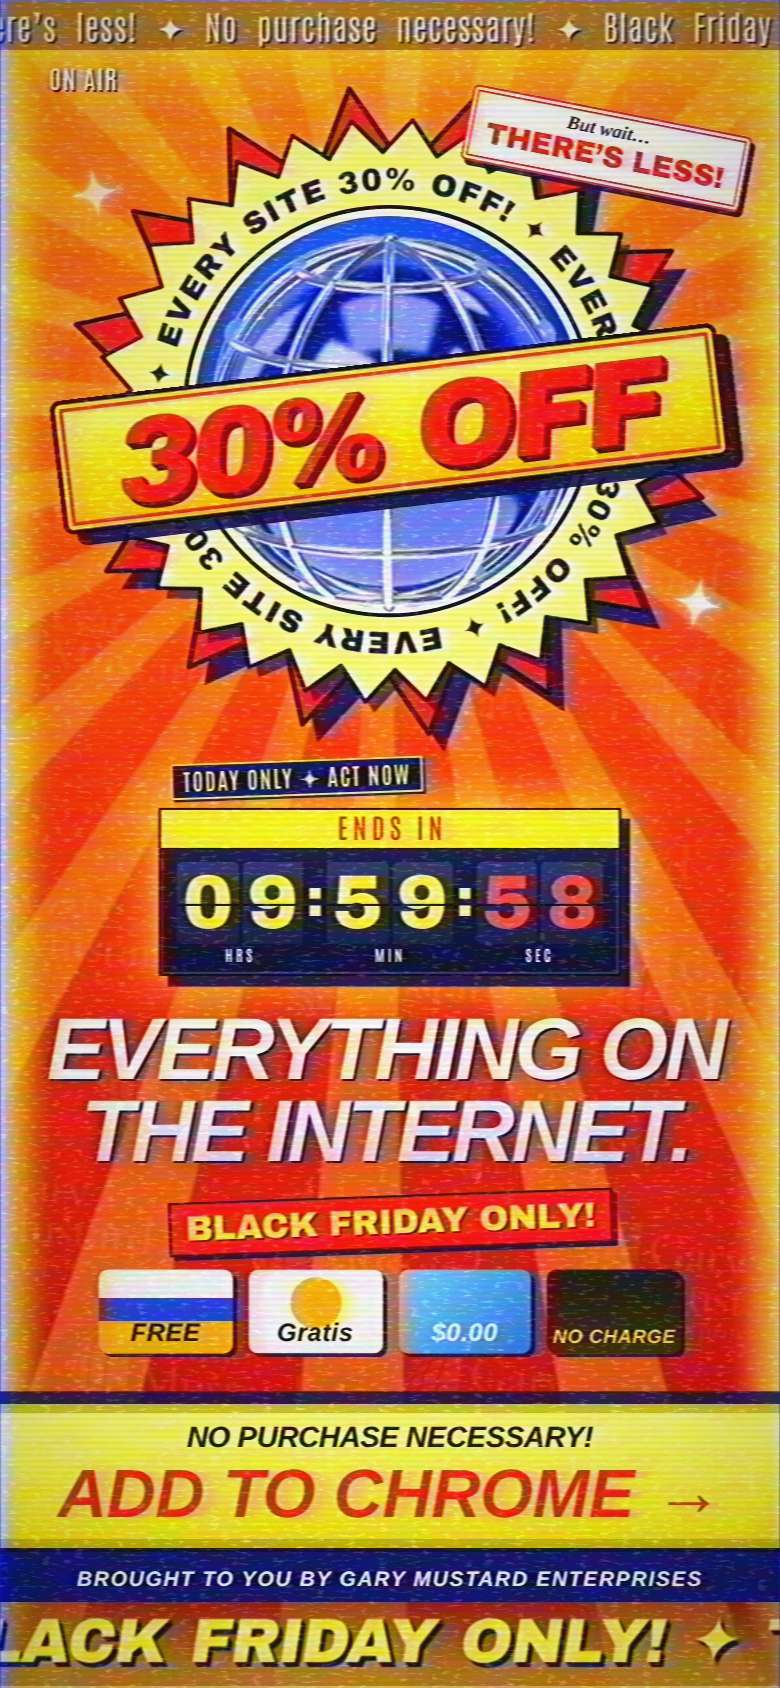 ere's less! ✦ No purchase necessary! ✦ Black Friday
ON AIR
But wait...
THERE'S LESS!
✦ EVERY SITE 30% OFF! ✦ EVERY SITE 30% OFF! ✦ EVERY SITE 30
30% OFF
TODAY ONLY ✦ ACT NOW
ENDS IN
09:59:58
HRS MIN SEC
EVERYTHING ON
THE INTERNET.
BLACK FRIDAY ONLY!
FREE Gratis $0.00 NO CHARGE
NO PURCHASE NECESSARY!
ADD TO CHROME →
BROUGHT TO YOU BY GARY MUSTARD ENTERPRISES
LACK FRIDAY ONLY! ✦